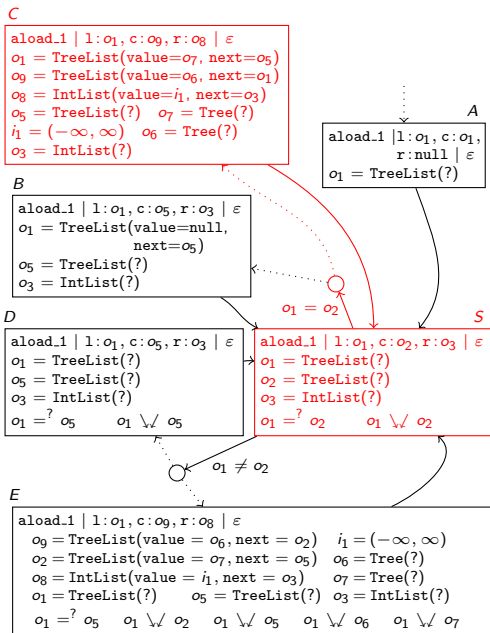 C
aload_1 | l:o₁, c:o₉, r:o₈ | ε
o₁ = TreeList(value=o₇, next=o₅)
o₉ = TreeList(value=o₆, next=o₁)
o₈ = IntList(value=i₁, next=o₃)
o₅ = TreeList(?) o₇ = Tree(?)
i₁ = (−∞, ∞) o₆ = Tree(?)
o₃ = IntList(?)
A
aload_1 |l:o₁, c:o₁,
r:null | ε
o₁ = TreeList(?)
B
aload_1 | l:o₁, c:o₅, r:o₃ | ε
o₁ = TreeList(value=null,
next=o₅)
o₅ = TreeList(?)
o₃ = IntList(?)
o₁ = o₂
D
aload_1 | l:o₁, c:o₅, r:o₃ | ε
o₁ = TreeList(?)
o₅ = TreeList(?)
o₃ = IntList(?)
o₁ =? o₅ o₁ ⑂ o₅
S
aload_1 | l:o₁, c:o₂, r:o₃ | ε
o₁ = TreeList(?)
o₂ = TreeList(?)
o₃ = IntList(?)
o₁ =? o₂ o₁ ⑂ o₂
o₁ ≠ o₂
E
aload_1 | l:o₁, c:o₉, r:o₈ | ε
o₉ = TreeList(value = o₆, next = o₂) i₁ = (−∞, ∞)
o₂ = TreeList(value = o₇, next = o₅) o₆ = Tree(?)
o₈ = IntList(value = i₁, next = o₃) o₇ = Tree(?)
o₁ = TreeList(?) o₅ = TreeList(?) o₃ = IntList(?)
o₁ =? o₅ o₁ ⑂ o₂ o₁ ⑂ o₅ o₁ ⑂ o₆ o₁ ⑂ o₇